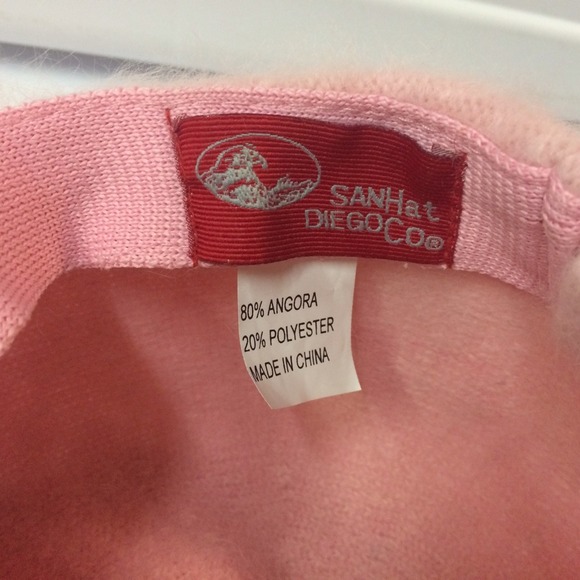 SANHat
DIEGOCo®
80% ANGORA
20% POLYESTER
MADE IN CHINA